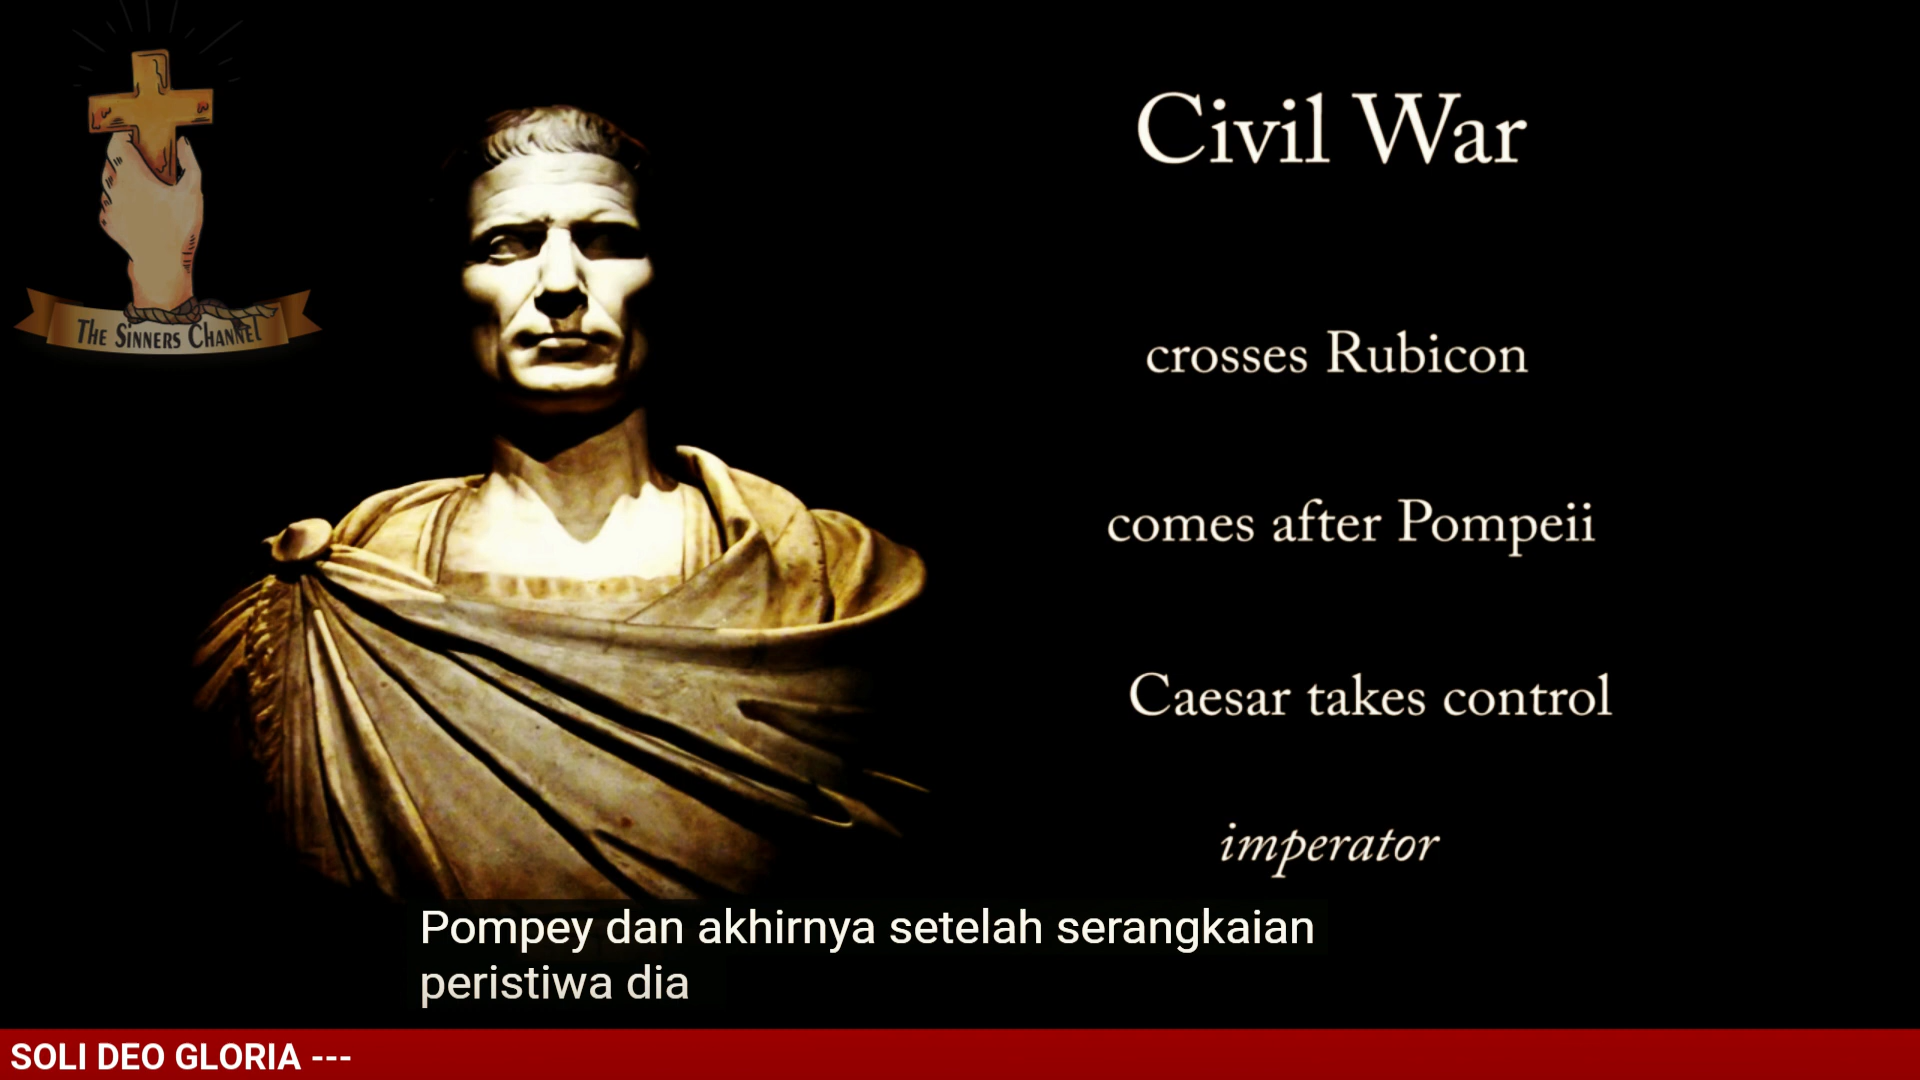 The Sinners Channel
Civil War
crosses Rubicon
comes after Pompeii
Caesar takes control
imperator
Pompey dan akhirnya setelah serangkaian
peristiwa dia
SOLI DEO GLORIA ---